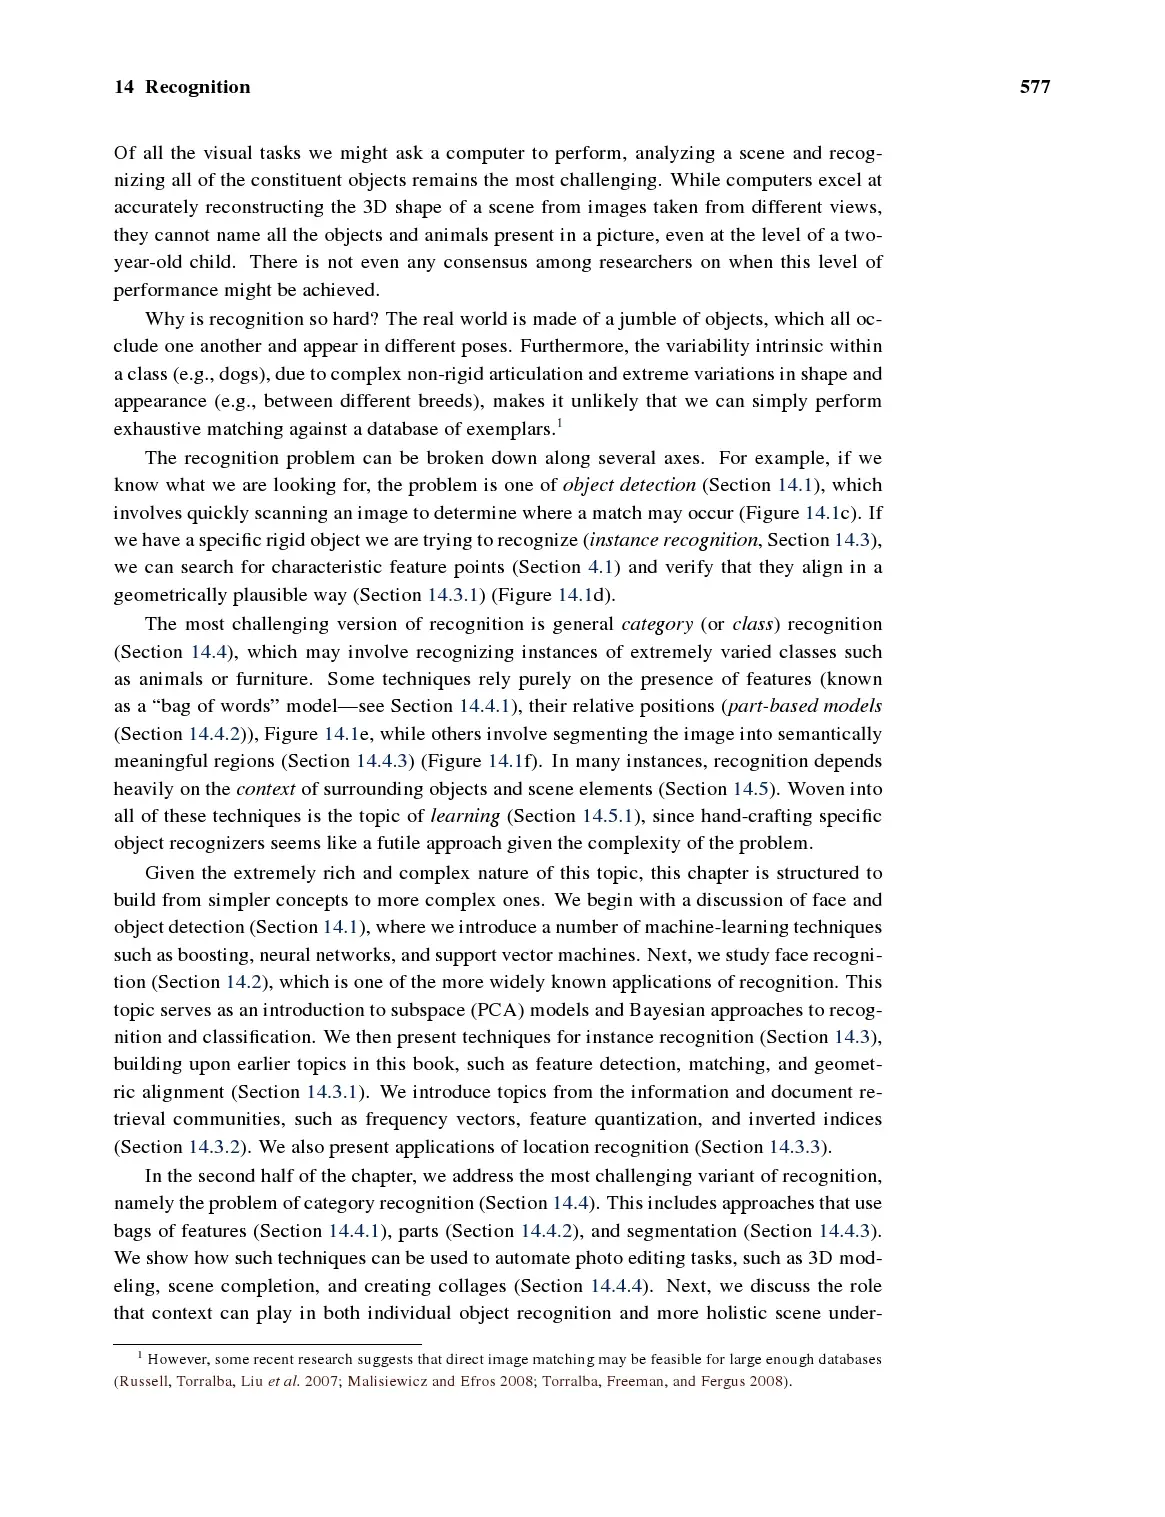 14 Recognition 577
Of all the visual tasks we might ask a computer to perform, analyzing a scene and recog-
nizing all of the constituent objects remains the most challenging. While computers excel at
accurately reconstructing the 3D shape of a scene from images taken from different views,
they cannot name all the objects and animals present in a picture, even at the level of a two-
year-old child. There is not even any consensus among researchers on when this level of
performance might be achieved.
Why is recognition so hard? The real world is made of a jumble of objects, which all oc-
clude one another and appear in different poses. Furthermore, the variability intrinsic within
a class (e.g., dogs), due to complex non-rigid articulation and extreme variations in shape and
appearance (e.g., between different breeds), makes it unlikely that we can simply perform
exhaustive matching against a database of exemplars.1
The recognition problem can be broken down along several axes. For example, if we
know what we are looking for, the problem is one of object detection (Section 14.1), which
involves quickly scanning an image to determine where a match may occur (Figure 14.1c). If
we have a specific rigid object we are trying to recognize (instance recognition, Section 14.3),
we can search for characteristic feature points (Section 4.1) and verify that they align in a
geometrically plausible way (Section 14.3.1) (Figure 14.1d).
The most challenging version of recognition is general category (or class) recognition
(Section 14.4), which may involve recognizing instances of extremely varied classes such
as animals or furniture. Some techniques rely purely on the presence of features (known
as a “bag of words” model—see Section 14.4.1), their relative positions (part-based models
(Section 14.4.2)), Figure 14.1e, while others involve segmenting the image into semantically
meaningful regions (Section 14.4.3) (Figure 14.1f). In many instances, recognition depends
heavily on the context of surrounding objects and scene elements (Section 14.5). Woven into
all of these techniques is the topic of learning (Section 14.5.1), since hand-crafting specific
object recognizers seems like a futile approach given the complexity of the problem.
Given the extremely rich and complex nature of this topic, this chapter is structured to
build from simpler concepts to more complex ones. We begin with a discussion of face and
object detection (Section 14.1), where we introduce a number of machine-learning techniques
such as boosting, neural networks, and support vector machines. Next, we study face recogni-
tion (Section 14.2), which is one of the more widely known applications of recognition. This
topic serves as an introduction to subspace (PCA) models and Bayesian approaches to recog-
nition and classification. We then present techniques for instance recognition (Section 14.3),
building upon earlier topics in this book, such as feature detection, matching, and geomet-
ric alignment (Section 14.3.1). We introduce topics from the information and document re-
trieval communities, such as frequency vectors, feature quantization, and inverted indices
(Section 14.3.2). We also present applications of location recognition (Section 14.3.3).
In the second half of the chapter, we address the most challenging variant of recognition,
namely the problem of category recognition (Section 14.4). This includes approaches that use
bags of features (Section 14.4.1), parts (Section 14.4.2), and segmentation (Section 14.4.3).
We show how such techniques can be used to automate photo editing tasks, such as 3D mod-
eling, scene completion, and creating collages (Section 14.4.4). Next, we discuss the role
that context can play in both individual object recognition and more holistic scene under-
1 However, some recent research suggests that direct image matching may be feasible for large enough databases
(Russell, Torralba, Liu et al. 2007; Malisiewicz and Efros 2008; Torralba, Freeman, and Fergus 2008).